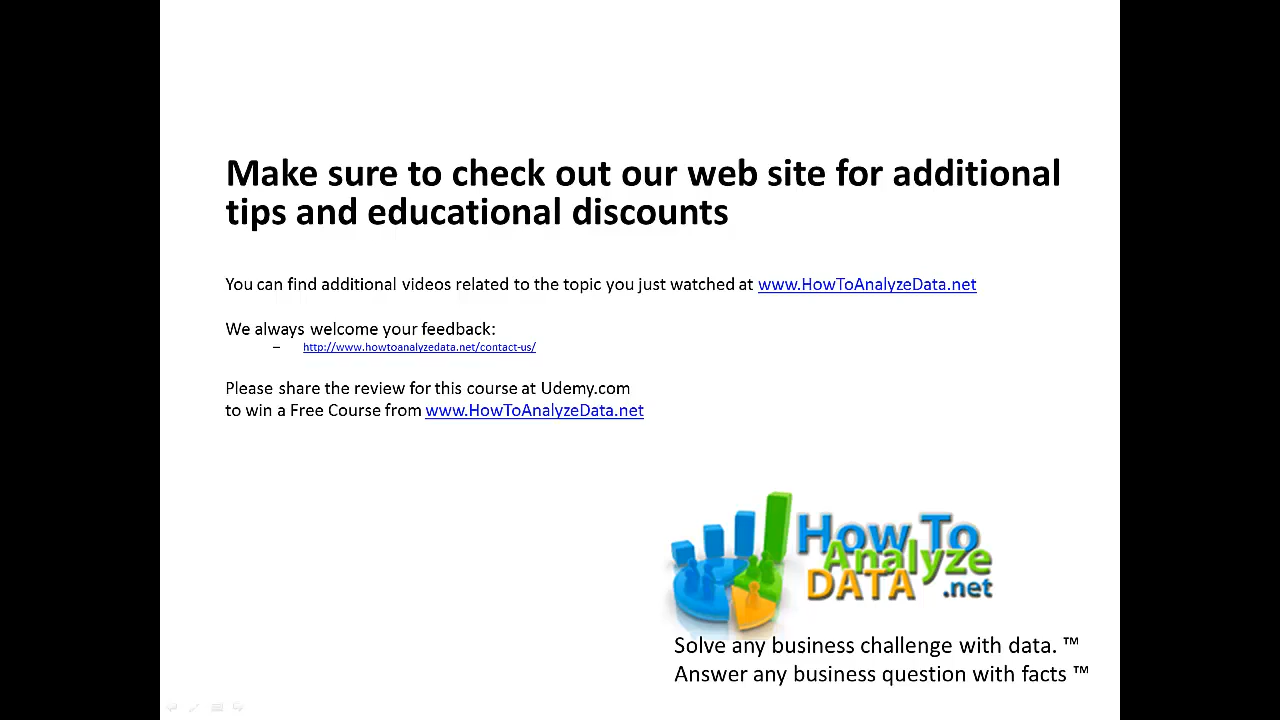 Make sure to check out our web site for additional
tips and educational discounts
You can find additional videos related to the topic you just watched at www.HowToAnalyzeData.net
We always welcome your feedback:
– http://www.howtoanalyzedata.net/contact-us/
Please share the review for this course at Udemy.com
to win a Free Course from www.HowToAnalyzeData.net
How To
Analyze
DATA
.net
Solve any business challenge with data. ™
Answer any business question with facts ™